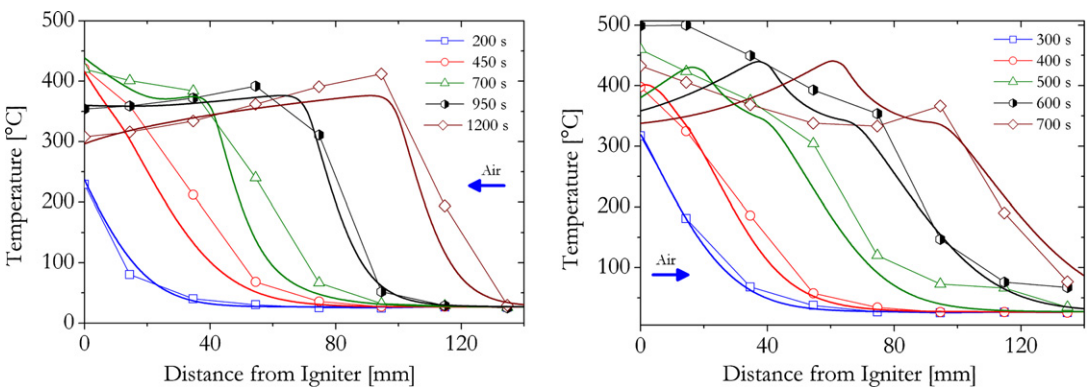 500
400
300
200
100
0
Temperature [°C]
200 s
450 s
700 s
950 s
1200 s
Air
0 40 80 120
Distance from Igniter [mm]
500
400
300
200
100
Temperature [°C]
300 s
400 s
500 s
600 s
700 s
Air
0 40 80 120
Distance from Igniter [mm]